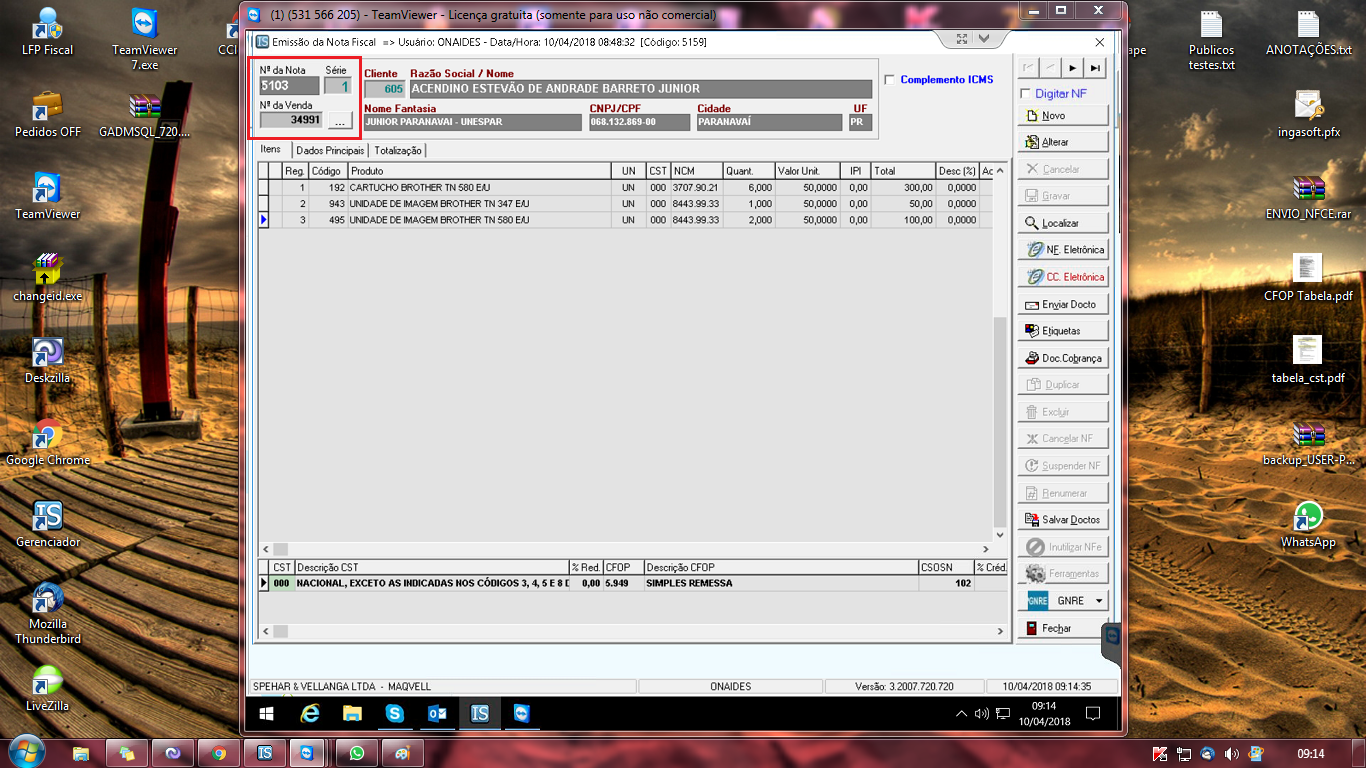 (1) (531 566 205) - TeamViewer - Licença gratuita (somente para uso não comercial)
Emissão da Nota Fiscal => Usuário: ONAIDES - Data/Hora: 10/04/2018 08:48:32 [Código: 5159]
Nº da Nota Série
5103 1
Nº da Venda
34991 ...
Cliente Razão Social / Nome
605 ACENDINO ESTEVÃO DE ANDRADE BARRETO JUNIOR
Nome Fantasia CNPJ/CPF Cidade UF
JUNIOR PARANAVAI - UNESPAR 068.132.869-00 PARANAVAÍ PR
Complemento ICMS
Itens Dados Principais Totalização
Reg. Código Produto UN CST NCM Quant. Valor Unit. IPI Total Desc (%) Ac
1 192 CARTUCHO BROTHER TN 580 E/U UN 000 3707.90.21 6,000 50,0000 0,00 300,00 0,0000
2 943 UNIDADE DE IMAGEM BROTHER TN 347 E/U UN 000 8443.99.33 1,000 50,0000 0,00 50,00 0,0000
3 495 UNIDADE DE IMAGEM BROTHER TN 580 E/U UN 000 8443.99.33 2,000 50,0000 0,00 100,00 0,0000
CST Descrição CST % Red. CFOP Descrição CFOP CSOSN % Créd.
000 NACIONAL, EXCETO AS INDICADAS NOS CÓDIGOS 3, 4, 5 E 8 D 0,00 5.949 SIMPLES REMESSA 102
Digitar NF
Novo
Alterar
Cancelar
Gravar
Localizar
NF. Eletrônica
CC. Eletrônica
Enviar Docto
Etiquetas
Doc.Cobrança
Duplicar
Excluir
Cancelar NF
Suspender NF
Renumerar
Salvar Doctos
Inutilizar NFe
Ferramentas
GNRE GNRE
Fechar
SPEHAR & VELLANGA LTDA - MAQVELL ONAIDES Versão: 3.2007.720.720 10/04/2018 09:14:35
09:14
10/04/2018
LFP Fiscal
TeamViewer
7.exe
CCI
Pedidos OFF
GADMSQL_720....
TeamViewer
changeid.exe
Deskzilla
Google Chrome
Gerenciador
Mozilla
Thunderbird
LiveZilla
ape
Publicos
testes.txt
ANOTAÇÕES.txt
ingasoft.pfx
ENVIO_NFCE.rar
CFOP Tabela.pdf
tabela_cst.pdf
backup_USER-P...
WhatsApp
09:14